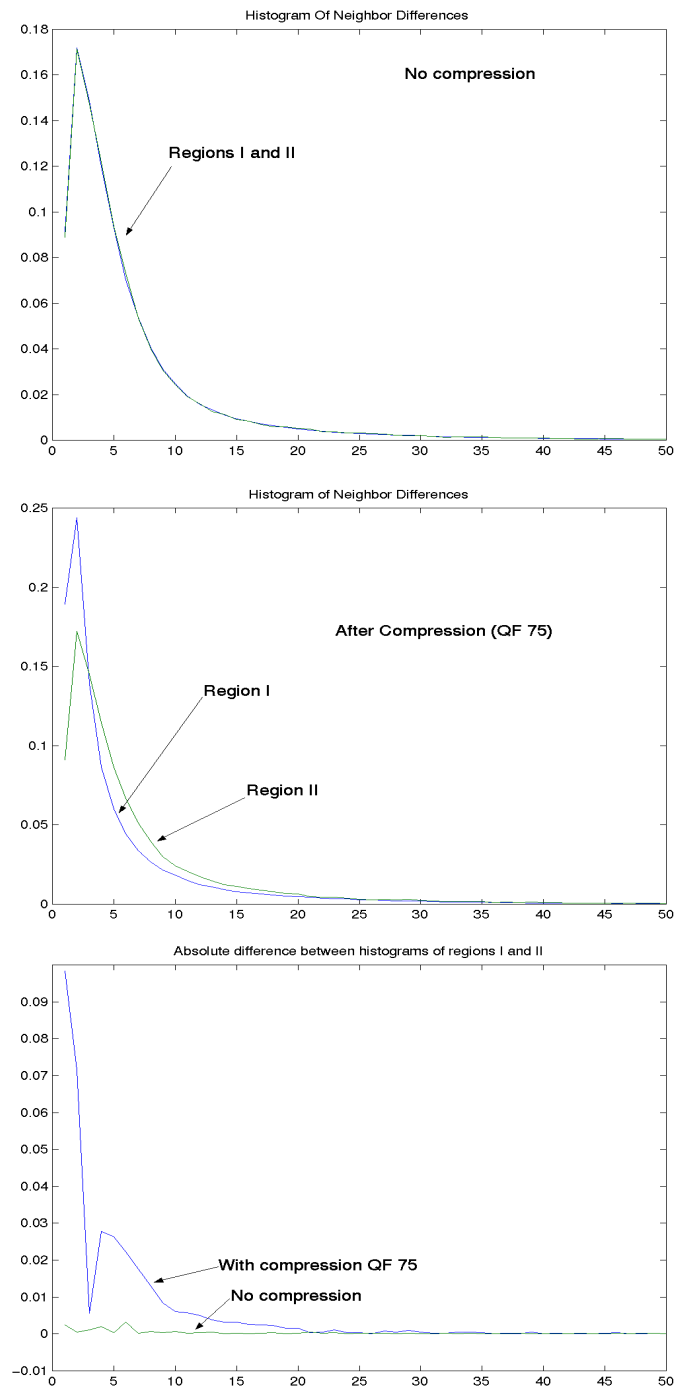 Histogram Of Neighbor Differences
0.18
No compression
0.16
0.14
Regions I and II
0.12
0.1
0.08
0.06
0.04
0.02
0
0 5 10 15 20 25 30 35 40 45 50
Histogram of Neighbor Differences
0.25
0.2
After Compression (QF 75)
0.15
Region I
0.1
Region II
0.05
0
0 5 10 15 20 25 30 35 40 45 50
Absolute difference between histograms of regions I and II
0.09
0.08
0.07
0.06
0.05
0.04
0.03
0.02
With compression QF 75
0.01
No compression
0
−0.01
0 5 10 15 20 25 30 35 40 45 50